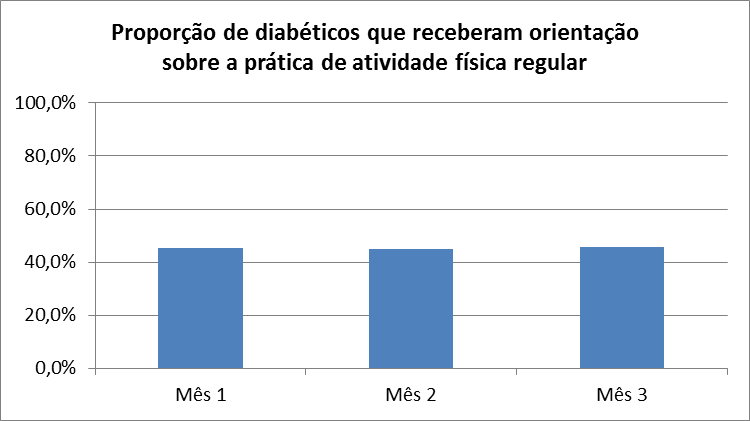 Proporção de diabéticos que receberam orientação
sobre a prática de atividade física regular
100,0%
80,0%
60,0%
40,0%
20,0%
0,0%
Mês 1
Mês 2
Mês 3